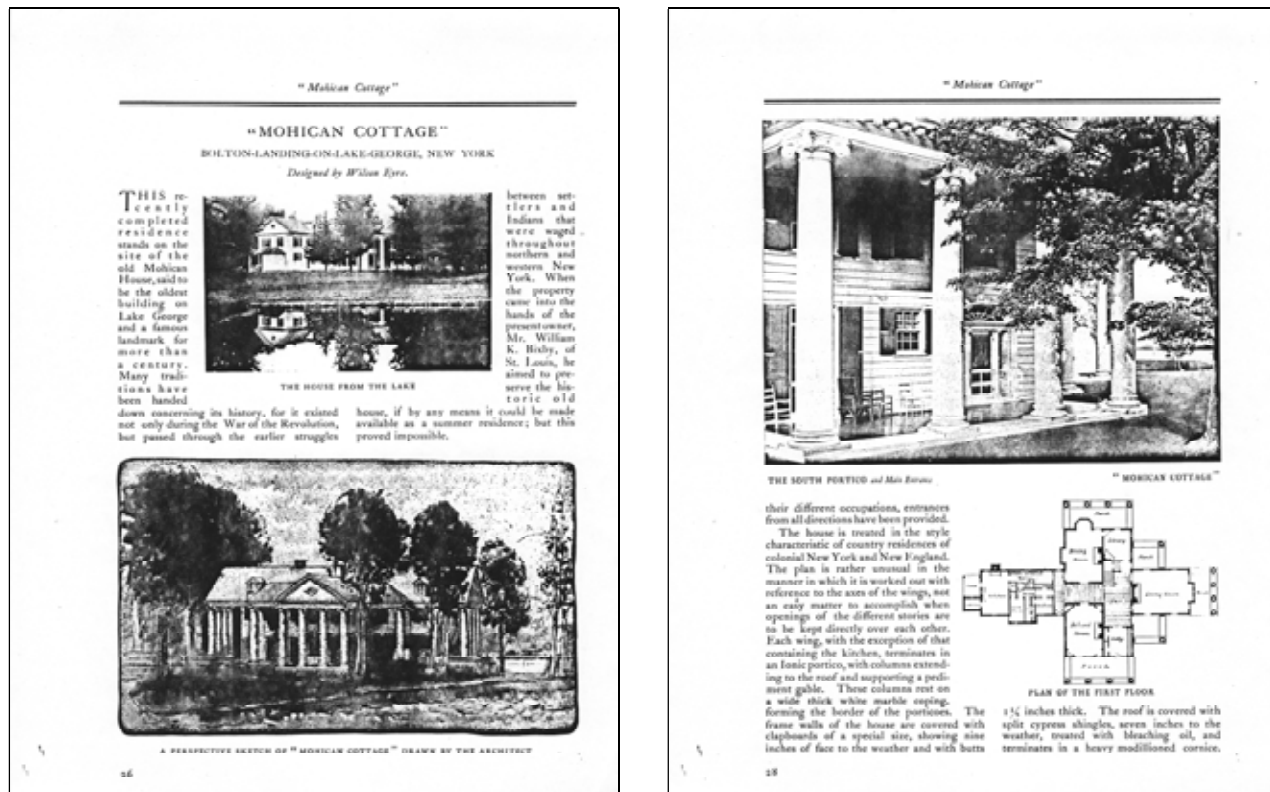 "Mohican Cottage"
"MOHICAN COTTAGE"
BOLTON-LANDING-ON-LAKE-GEORGE, NEW YORK
Designed by Wilson Eyre.
THIS re-
cently
completed
residence
stands on the
site of the
old Mohican
House, said to
be the oldest
building on
Lake George
and a famous
landmark for
more than
a century.
Many tradi-
tions have
been handed
down concerning its history, for it existed
not only during the War of the Revolution,
but passed through the earlier struggles
THE HOUSE FROM THE LAKE
between set-
tlers and
Indians that
were waged
throughout
northern and
western New
York. When
the property
came into the
hands of the
present owner,
Mr. William
K. Bixby, of
St. Louis, he
aimed to pre-
serve the his-
toric old
house, if by any means it could be made
available as a summer residence; but this
proved impossible.
A PERSPECTIVE SKETCH OF "MOHICAN COTTAGE" DRAWN BY THE ARCHITECT
26
"Mohican Cottage"
THE SOUTH PORTICO and Main Entrance
"MOHICAN COTTAGE"
their different occupations, entrances
from all directions have been provided.
The house is treated in the style
characteristic of country residences of
colonial New York and New England.
The plan is rather unusual in the
manner in which it is worked out with
reference to the axes of the wings, not
an easy matter to accomplish when
openings of the different stories are
to be kept directly over each other.
Each wing, with the exception of that
containing the kitchen, terminates in
an Ionic portico, with columns extend-
ing to the roof and supporting a pedi-
ment gable. These columns rest on
a wide thick white marble coping,
forming the border of the porticoes. The
frame walls of the house are covered with
clapboards of a special size, showing nine
inches of face to the weather and with butts
Porch
PLAN OF THE FIRST FLOOR
1¼ inches thick. The roof is covered with
split cypress shingles, seven inches to the
weather, treated with bleaching oil, and
terminates in a heavy modillioned cornice.
28